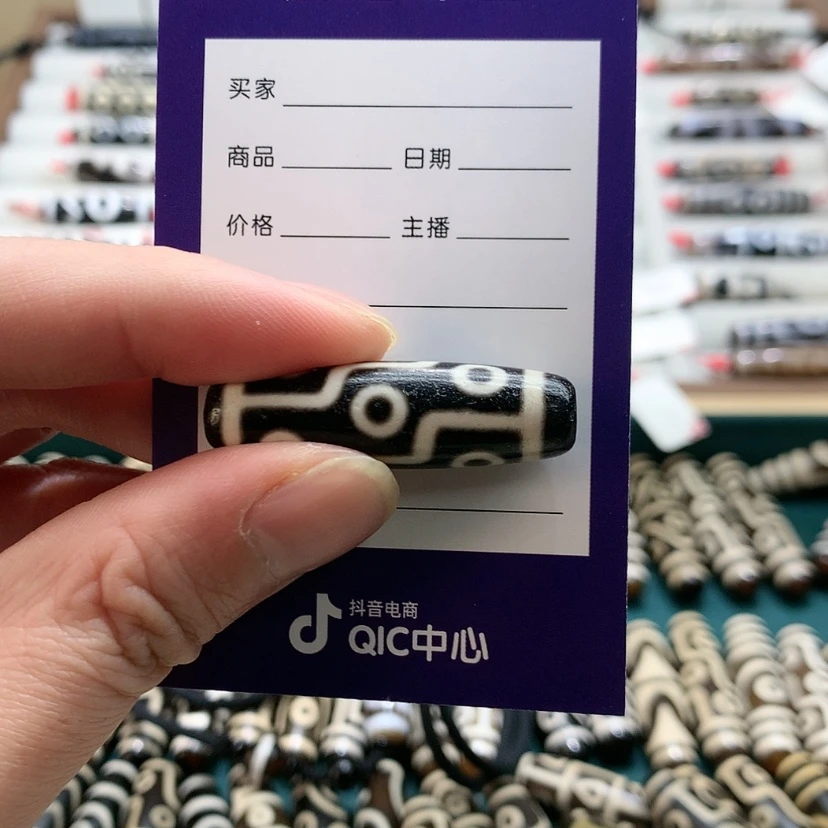 买家
商品 日期
价格 主播
抖音电商
QIC中心